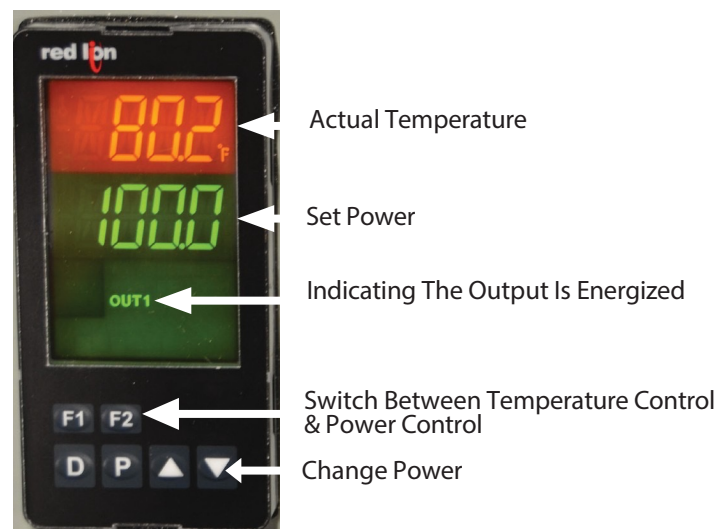 red lion
80.2 °F
Actual Temperature
100.0
Set Power
OUT1
Indicating The Output Is Energized
F1 F2
Switch Between Temperature Control
& Power Control
D P
Change Power